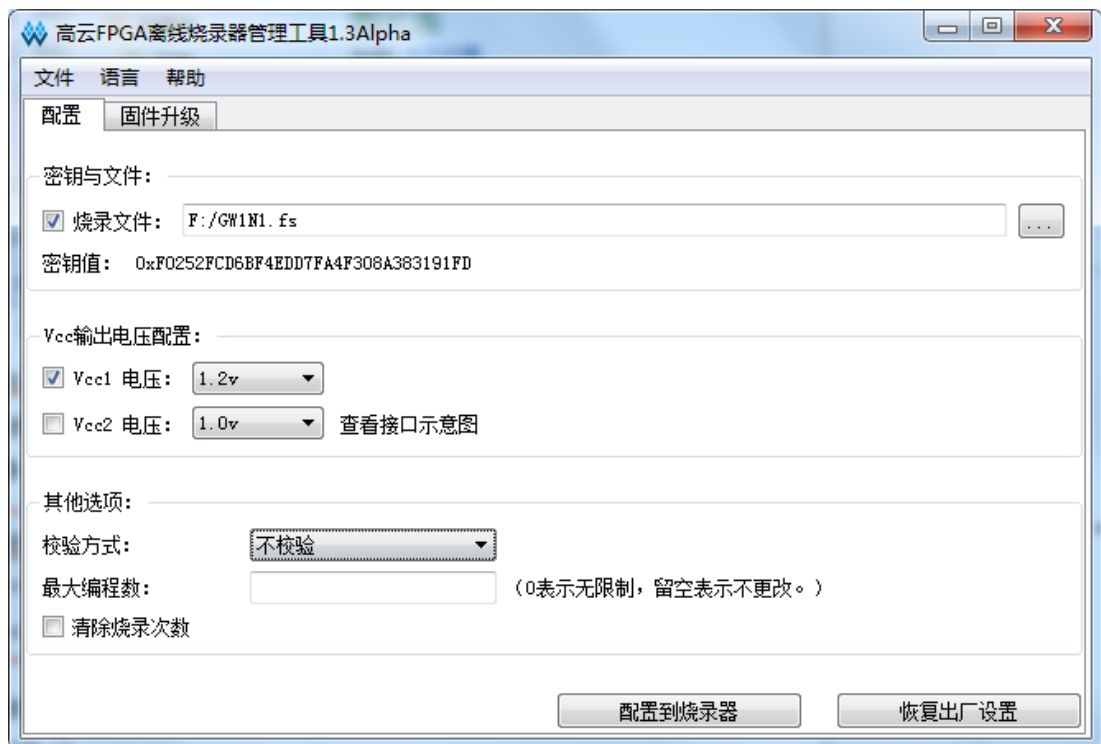 高云FPGA离线烧录器管理工具1.3Alpha
文件 语言 帮助
配置 固件升级
密钥与文件：
烧录文件： F:/GW1N1.fs ...
密钥值： 0xF0252FCD6BF4EDD7FA4F308A383191FD
Vcc输出电压配置：
Vcc1 电压： 1.2v
Vcc2 电压： 1.0v 查看接口示意图
其他选项：
校验方式： 不校验
最大编程数： （0表示无限制，留空表示不更改。）
清除烧录次数
配置到烧录器 恢复出厂设置